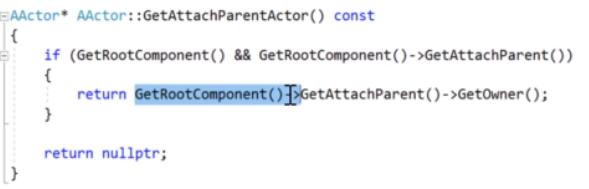 AActor* AActor::GetAttachParentActor() const
{
if (GetRootComponent() && GetRootComponent()->GetAttachParent())
{
return GetRootComponent()->GetAttachParent()->GetOwner();
}
return nullptr;
}